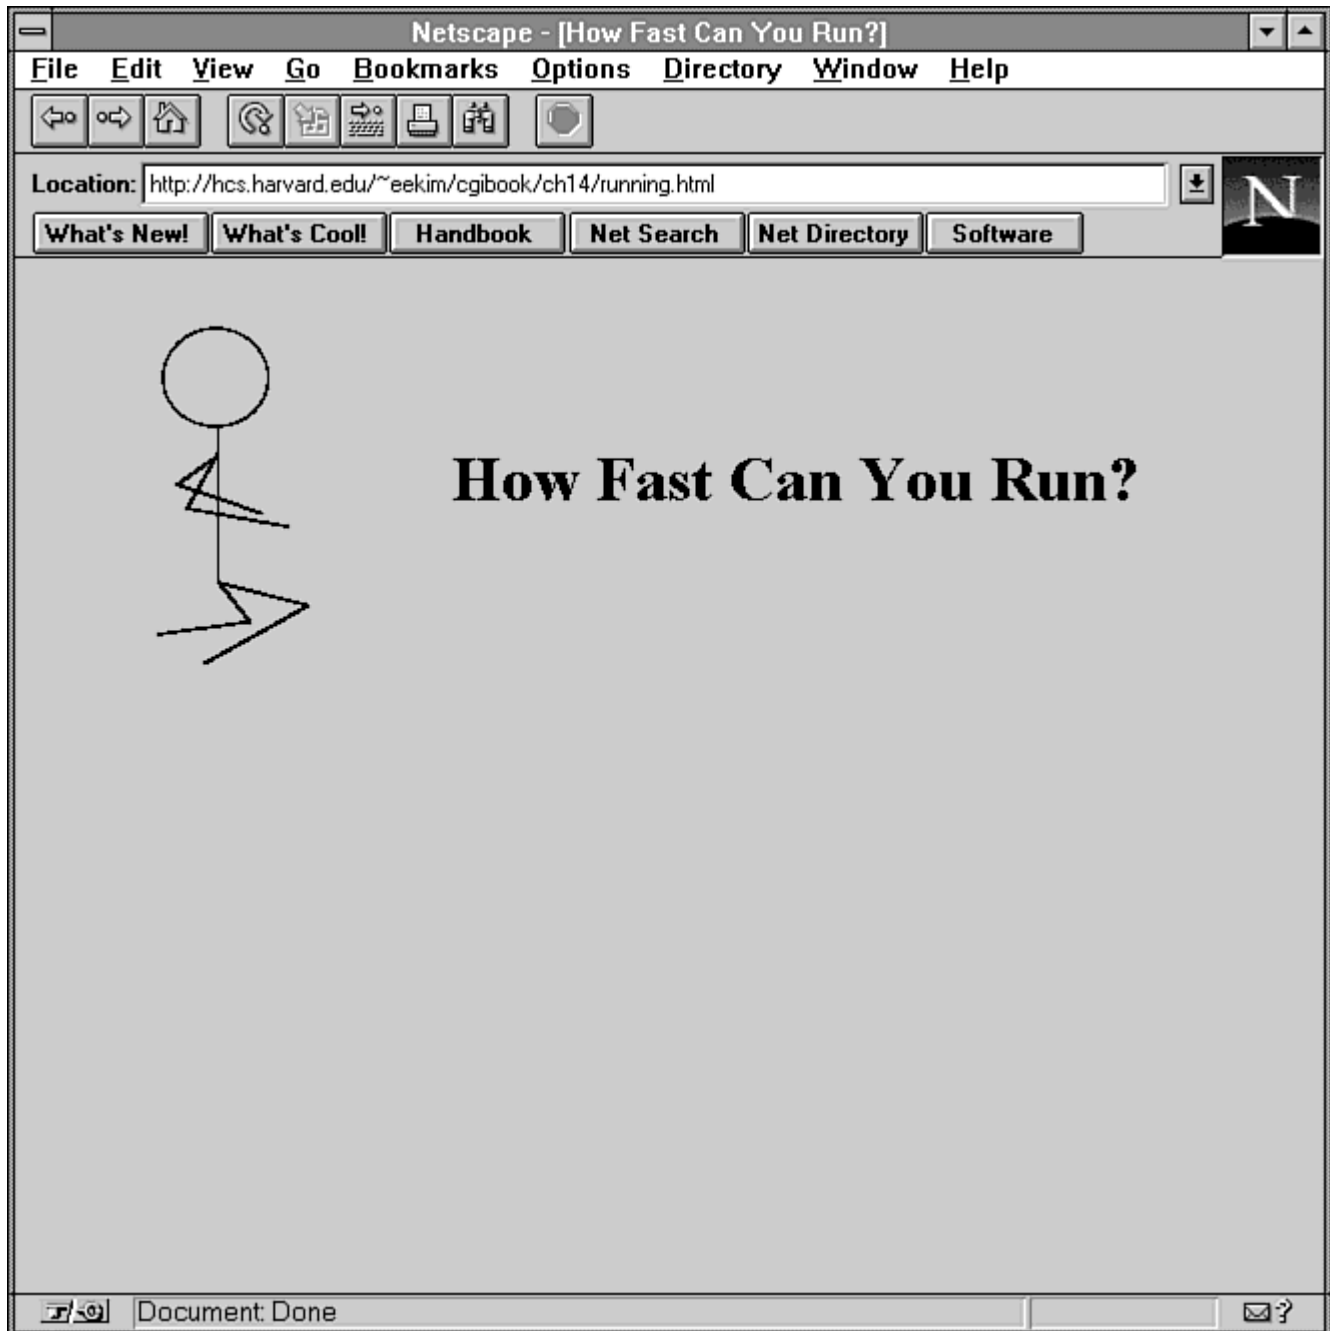 Netscape - [How Fast Can You Run?]
File Edit View Go Bookmarks Options Directory Window Help
Location: http://hcs.harvard.edu/~eekim/cgibook/ch14/running.html
N
What's New! What's Cool! Handbook Net Search Net Directory Software
How Fast Can You Run?
Document: Done
?